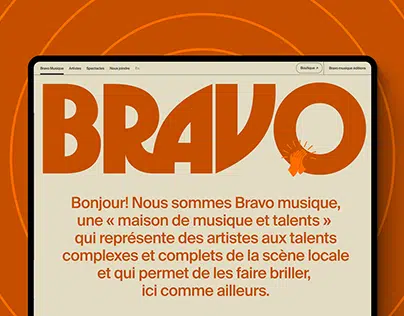 Bravo Musique Artistes Spectacles Nous joindre En Boutique Bravo musique éditions
BRAVO
Bonjour! Nous sommes Bravo musique,
une « maison de musique et talents »
qui représente des artistes aux talents
complexes et complets de la scène locale
et qui permet de les faire briller,
ici comme ailleurs.